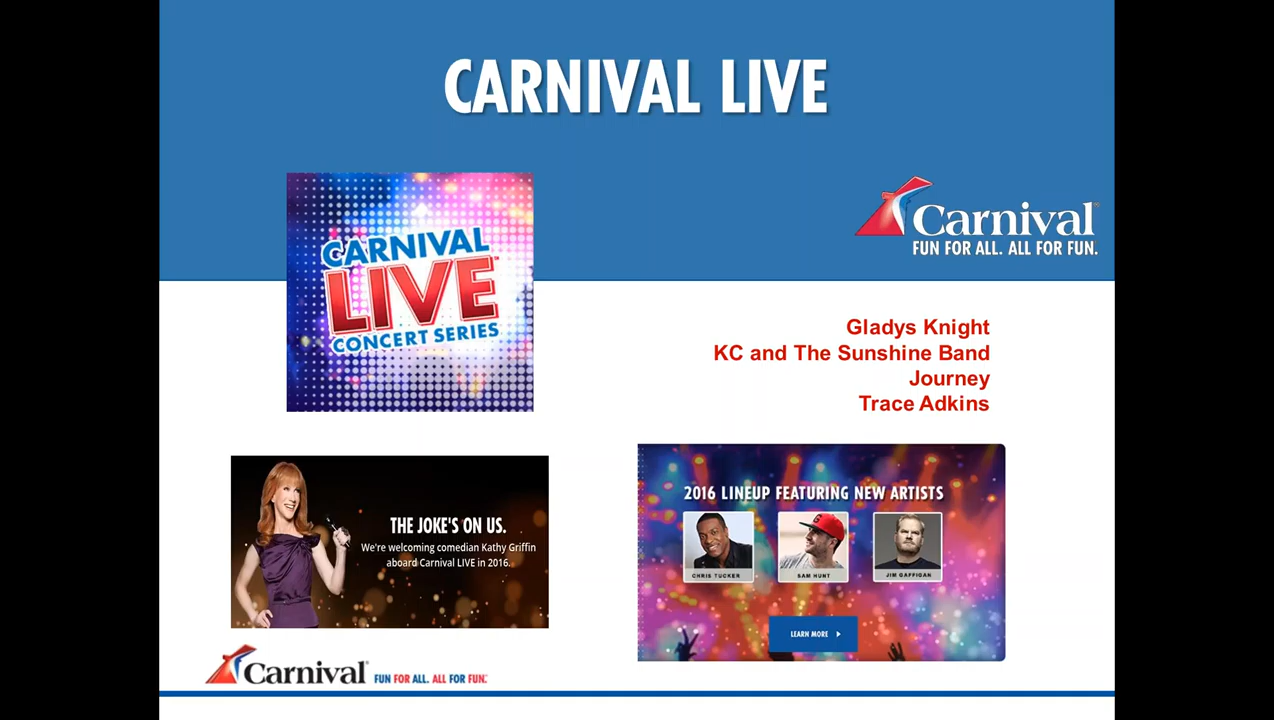 CARNIVAL LIVE
CARNIVAL
LIVE™
CONCERT SERIES
Carnival®
FUN FOR ALL. ALL FOR FUN.
Gladys Knight
KC and The Sunshine Band
Journey
Trace Adkins
THE JOKE'S ON US.
We're welcoming comedian Kathy Griffin
aboard Carnival LIVE in 2016.
2016 LINEUP FEATURING NEW ARTISTS
CHRIS TUCKER
SAM HUNT
JIM GAFFIGAN
LEARN MORE
Carnival®
FUN FOR ALL. ALL FOR FUN.